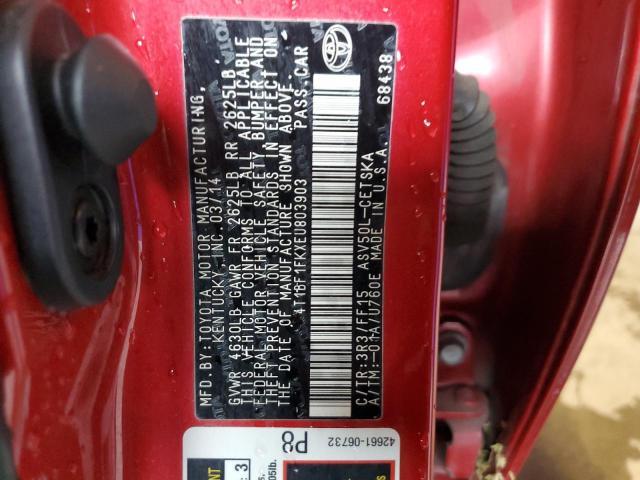 MFD.BY:TOYOTA MOTOR MANUFACTURING,
KENTUCKY, INC. 03/14
GVWR 4630LB GAWR FR 2625LB RR 2625LB
THIS VEHICLE CONFORMS TO ALL APPLICABLE
FEDERAL MOTOR VEHICLE SAFETY, BUMPER, AND
THEFT PREVENTION STANDARDS IN EFFECT ON
THE DATE OF MANUFACTURE SHOWN ABOVE.
4T1BF1FKXEU803903 PASS.CAR
C/TR:3R3/FF15 ASV50L-CETSKA
A/TM:-01A/U760E MADE IN U.S.A.
68438
TOYOTA
42661-06732
P8